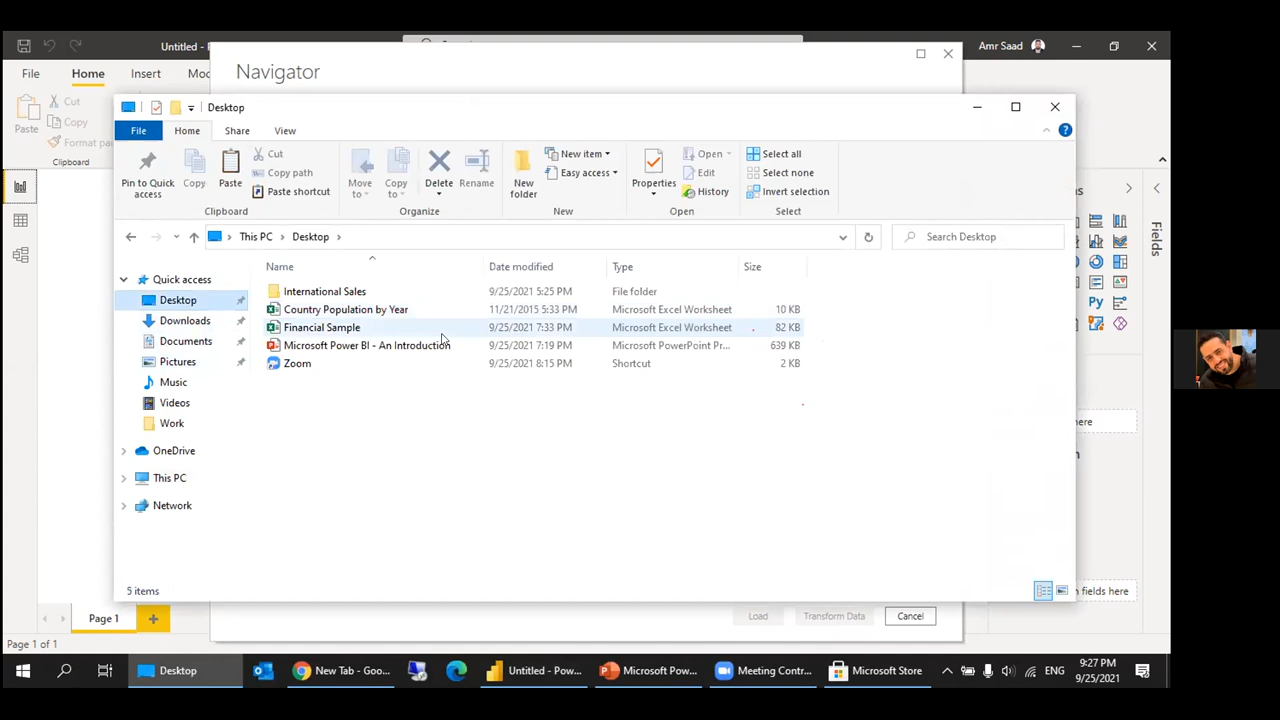 Untitled - P
Amr Saad
File Home Insert Mo
Navigator
Cut
Copy
Format pa
Paste
Clipboard
Desktop
File Home Share View
Pin to Quick access
Copy
Paste
Cut
Copy path
Paste shortcut
Clipboard
Move to
Copy to
Delete
Rename
Organize
New folder
New item
Easy access
New
Properties
Open
Edit
History
Open
Select all
Select none
Invert selection
Select
This PC > Desktop >
Search Desktop
Name Date modified Type Size
International Sales 9/25/2021 5:25 PM File folder
Country Population by Year 11/21/2015 5:33 PM Microsoft Excel Worksheet 10 KB
Financial Sample 9/25/2021 7:33 PM Microsoft Excel Worksheet 82 KB
Microsoft Power BI - An Introduction 9/25/2021 7:19 PM Microsoft PowerPoint Pr... 639 KB
Zoom 9/25/2021 8:15 PM Shortcut 2 KB
Quick access
Desktop
Downloads
Documents
Pictures
Music
Videos
Work
OneDrive
This PC
Network
5 items
ns
Fields
Py
here
n fields here
Load Transform Data Cancel
Page 1
Page 1 of 1
Desktop
New Tab - Goo...
Untitled - Pow...
Microsoft Pow...
Meeting Contr...
Microsoft Store
ENG
9:27 PM
9/25/2021